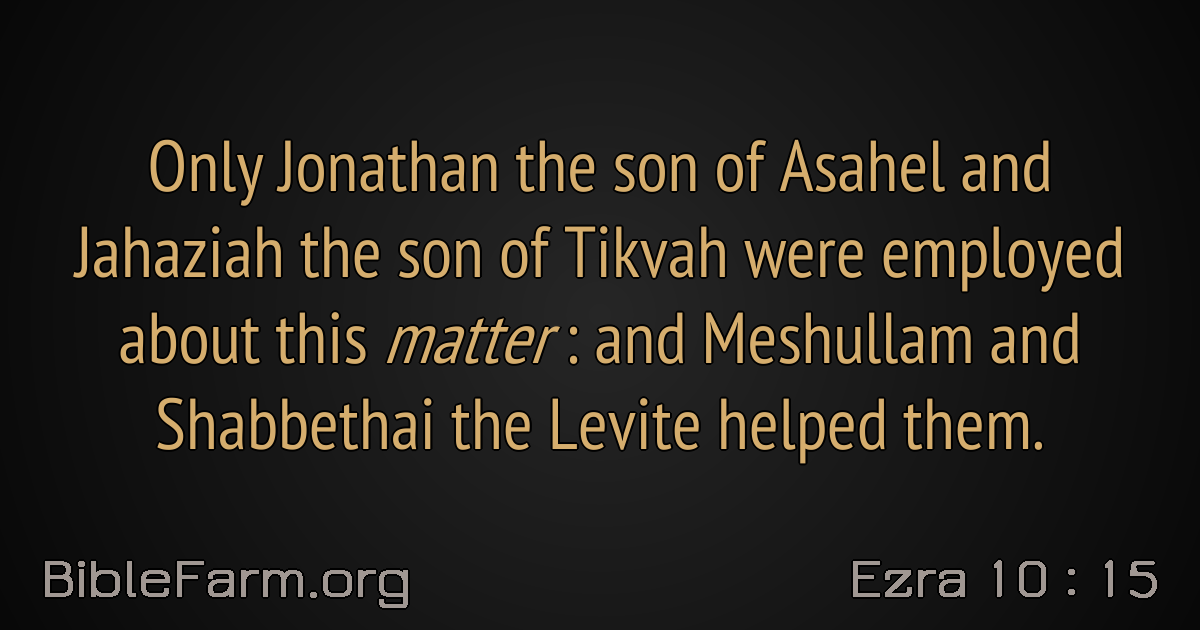 Only Jonathan the son of Asahel and
Jahaziah the son of Tikvah were employed
about this matter : and Meshullam and
Shabbethai the Levite helped them.
BibleFarm.org
Ezra 10 : 15